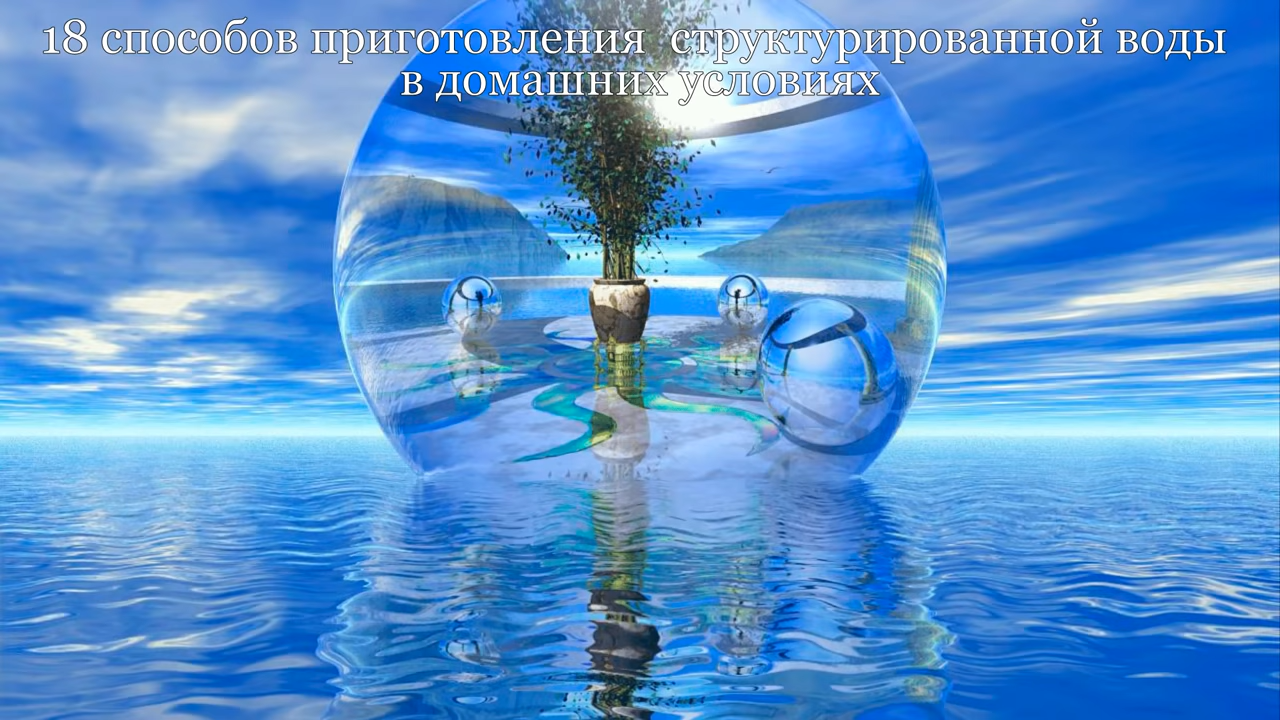 18 способов приготовления структурированной воды
в домашних условиях